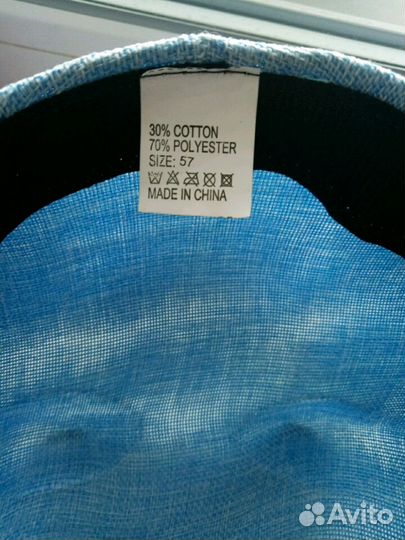 30% COTTON
70% POLYESTER
SIZE: 57
MADE IN CHINA
Avito